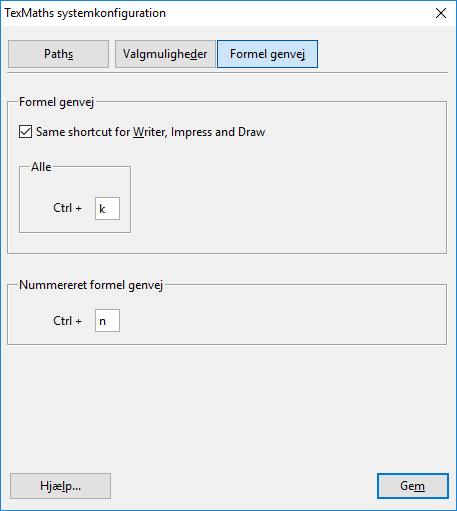 TexMaths systemkonfiguration
Paths Valgmuligheder Formel genvej
Formel genvej
Same shortcut for Writer, Impress and Draw
Alle
Ctrl + k
Nummereret formel genvej
Ctrl + n
Hjælp... Gem